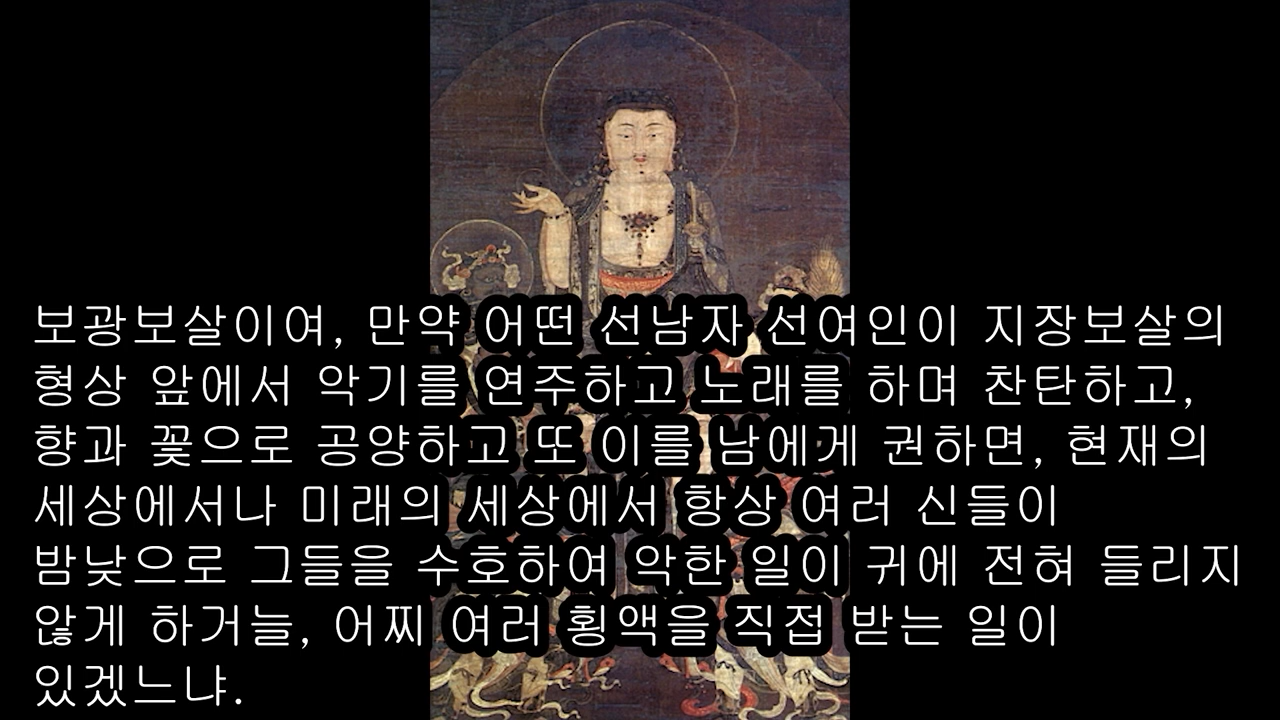 보광보살이여, 만약 어떤 선남자 선여인이 지장보살의
형상 앞에서 악기를 연주하고 노래를 하며 찬탄하고,
향과 꽃으로 공양하고 또 이를 남에게 권하면, 현재의
세상에서나 미래의 세상에서 항상 여러 신들이
밤낮으로 그들을 수호하여 악한 일이 귀에 전혀 들리지
않게 하거늘, 어찌 여러 횡액을 직접 받는 일이
있겠느냐.